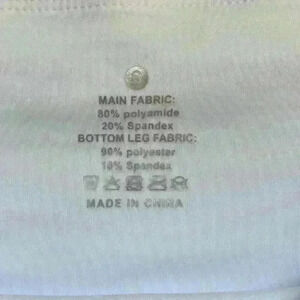 MAIN FABRIC:
80% polyamide
20% Spandex
BOTTOM LEG FABRIC:
90% polyester
10% Spandex
MADE IN CHINA